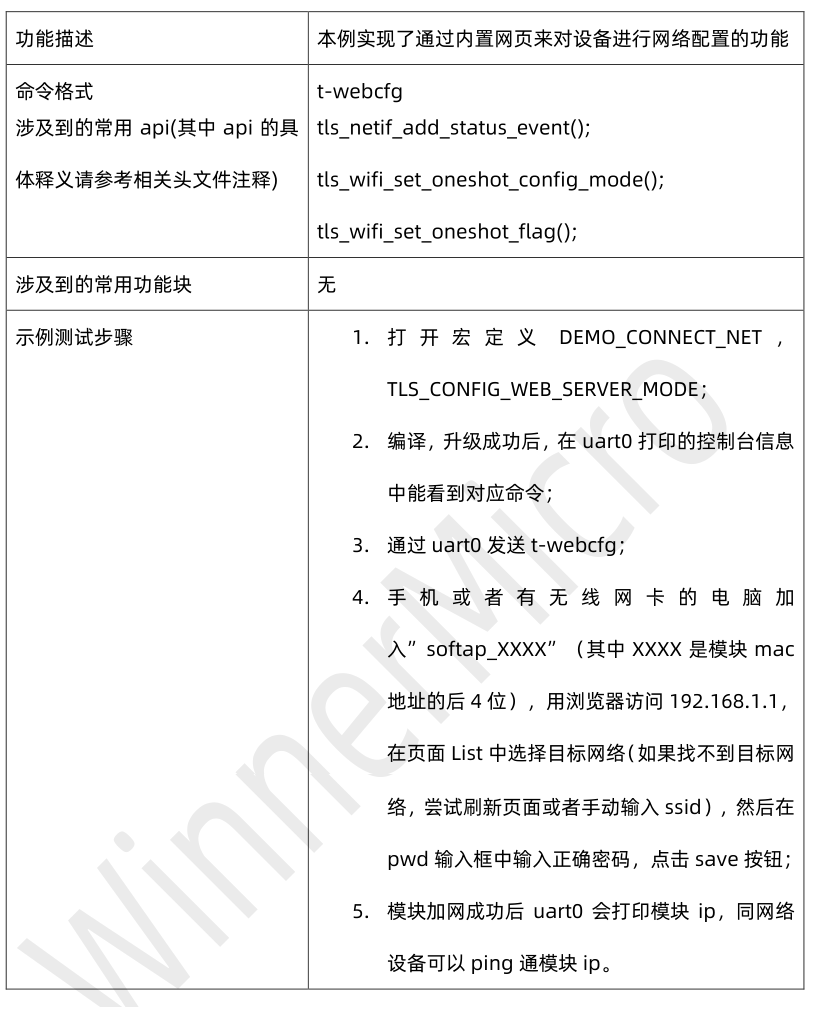 功能描述
本例实现了通过内置网页来对设备进行网络配置的功能
命令格式
t-webcfg
涉及到的常用 api(其中 api 的具
体释义请参考相关头文件注释)
tls_netif_add_status_event();
tls_wifi_set_oneshot_config_mode();
tls_wifi_set_oneshot_flag();
涉及到的常用功能块
无
示例测试步骤
1. 打开宏定义 DEMO_CONNECT_NET，
TLS_CONFIG_WEB_SERVER_MODE；
2. 编译，升级成功后，在 uart0 打印的控制台信息
中能看到对应命令；
3. 通过 uart0 发送 t-webcfg；
4. 手机或者有无线网卡的电脑加
入” softap_XXXX”（其中 XXXX 是模块 mac
地址的后 4 位），用浏览器访问 192.168.1.1，
在页面 List 中选择目标网络（如果找不到目标网
络，尝试刷新页面或者手动输入 ssid），然后在
pwd 输入框中输入正确密码，点击 save 按钮；
5. 模块加网成功后 uart0 会打印模块 ip，同网络
设备可以 ping 通模块 ip。
WinnerMicro